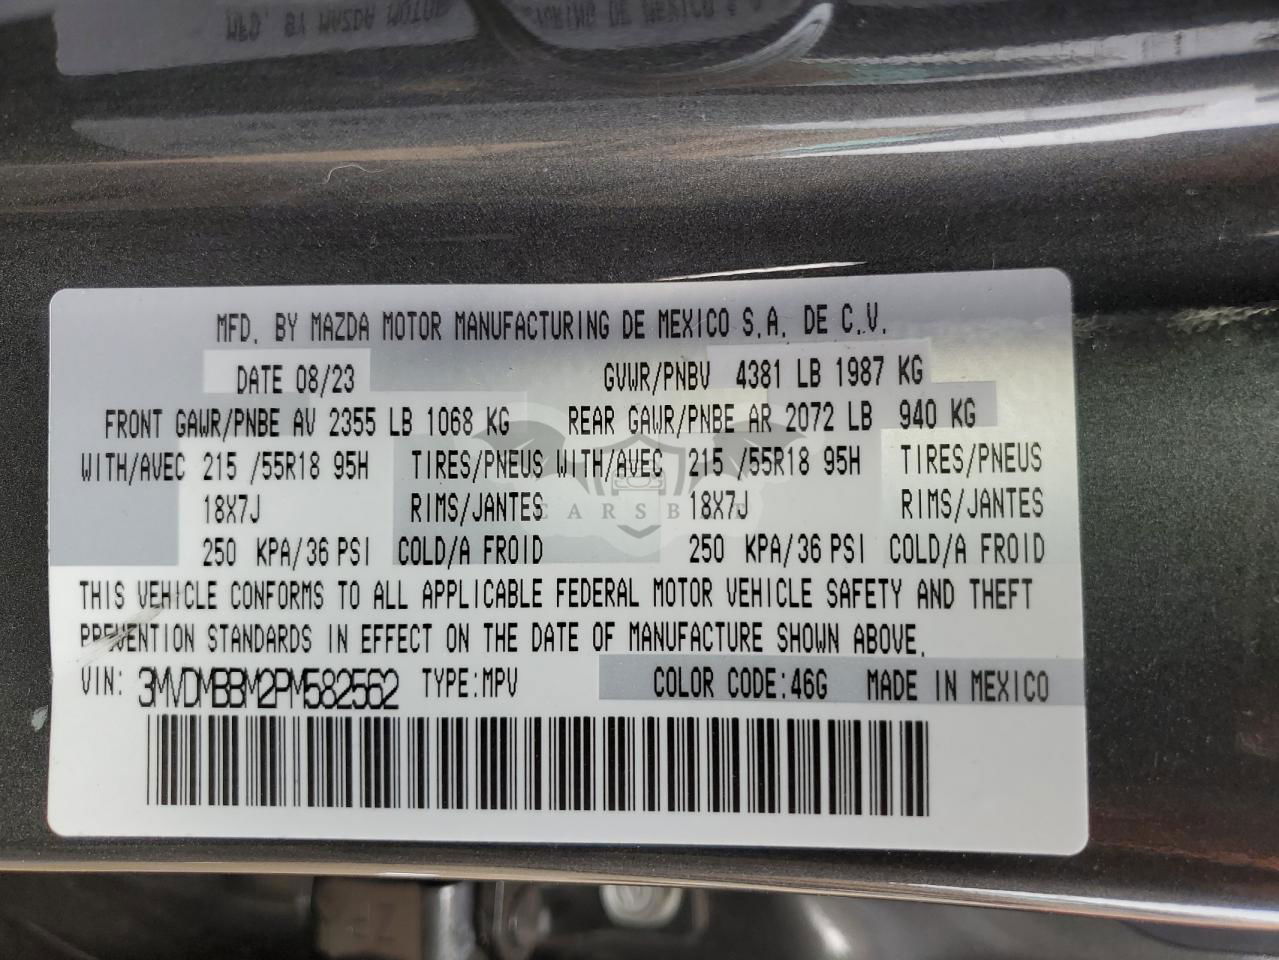 MFD. BY MAZDA MOTOR MANUFACTURING DE MEXICO S.A. DE C.V.
DATE 08/23 GVWR/PNBV 4381 LB 1987 KG
FRONT GAWR/PNBE AV 2355 LB 1068 KG REAR GAWR/PNBE AR 2072 LB 940 KG
WITH/AVEC 215 /55R18 95H TIRES/PNEUS WITH/AVEC 215 /55R18 95H TIRES/PNEUS
18X7J RIMS/JANTES 18X7J RIMS/JANTES
250 KPA/36 PSI COLD/A FROID 250 KPA/36 PSI COLD/A FROID
THIS VEHICLE CONFORMS TO ALL APPLICABLE FEDERAL MOTOR VEHICLE SAFETY AND THEFT
PREVENTION STANDARDS IN EFFECT ON THE DATE OF MANUFACTURE SHOWN ABOVE.
VIN: 3MVDMBBM2PM582562 TYPE:MPV COLOR CODE:46G MADE IN MEXICO